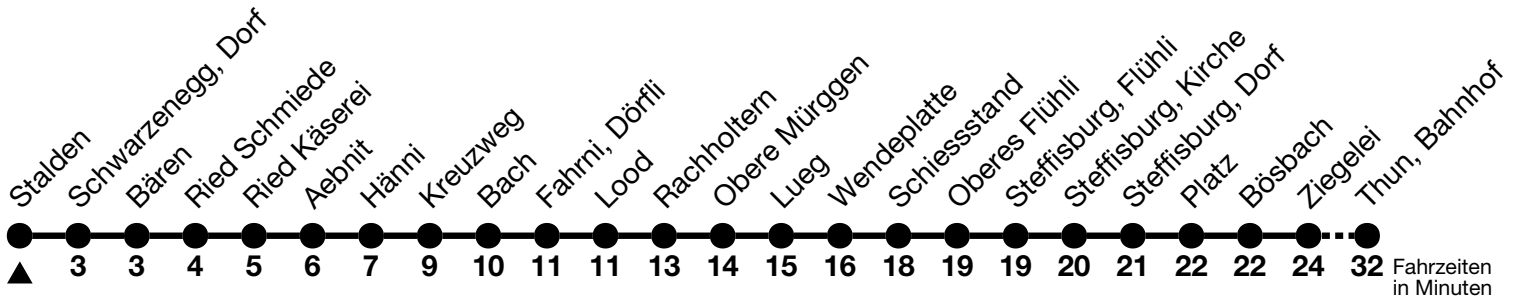 Stalden
Schwarzenegg, Dorf
Bären
Ried Schmiede
Ried Käserei
Aebnit
Hänni
Kreuzweg
Bach
Fahrni, Dörfli
Lood
Rachholtern
Obere Mürggen
Lueg
Wendeplatte
Schiessstand
Oberes Flühli
Steffisburg, Flühli
Steffisburg, Kirche
Steffisburg, Dorf
Platz
Bösbach
Ziegelei
Thun, Bahnhof
3 3 4 5 6 7 9 10 11 11 13 14 15 16 18 19 19 20 21 22 22 24 32
Fahrzeiten
in Minuten